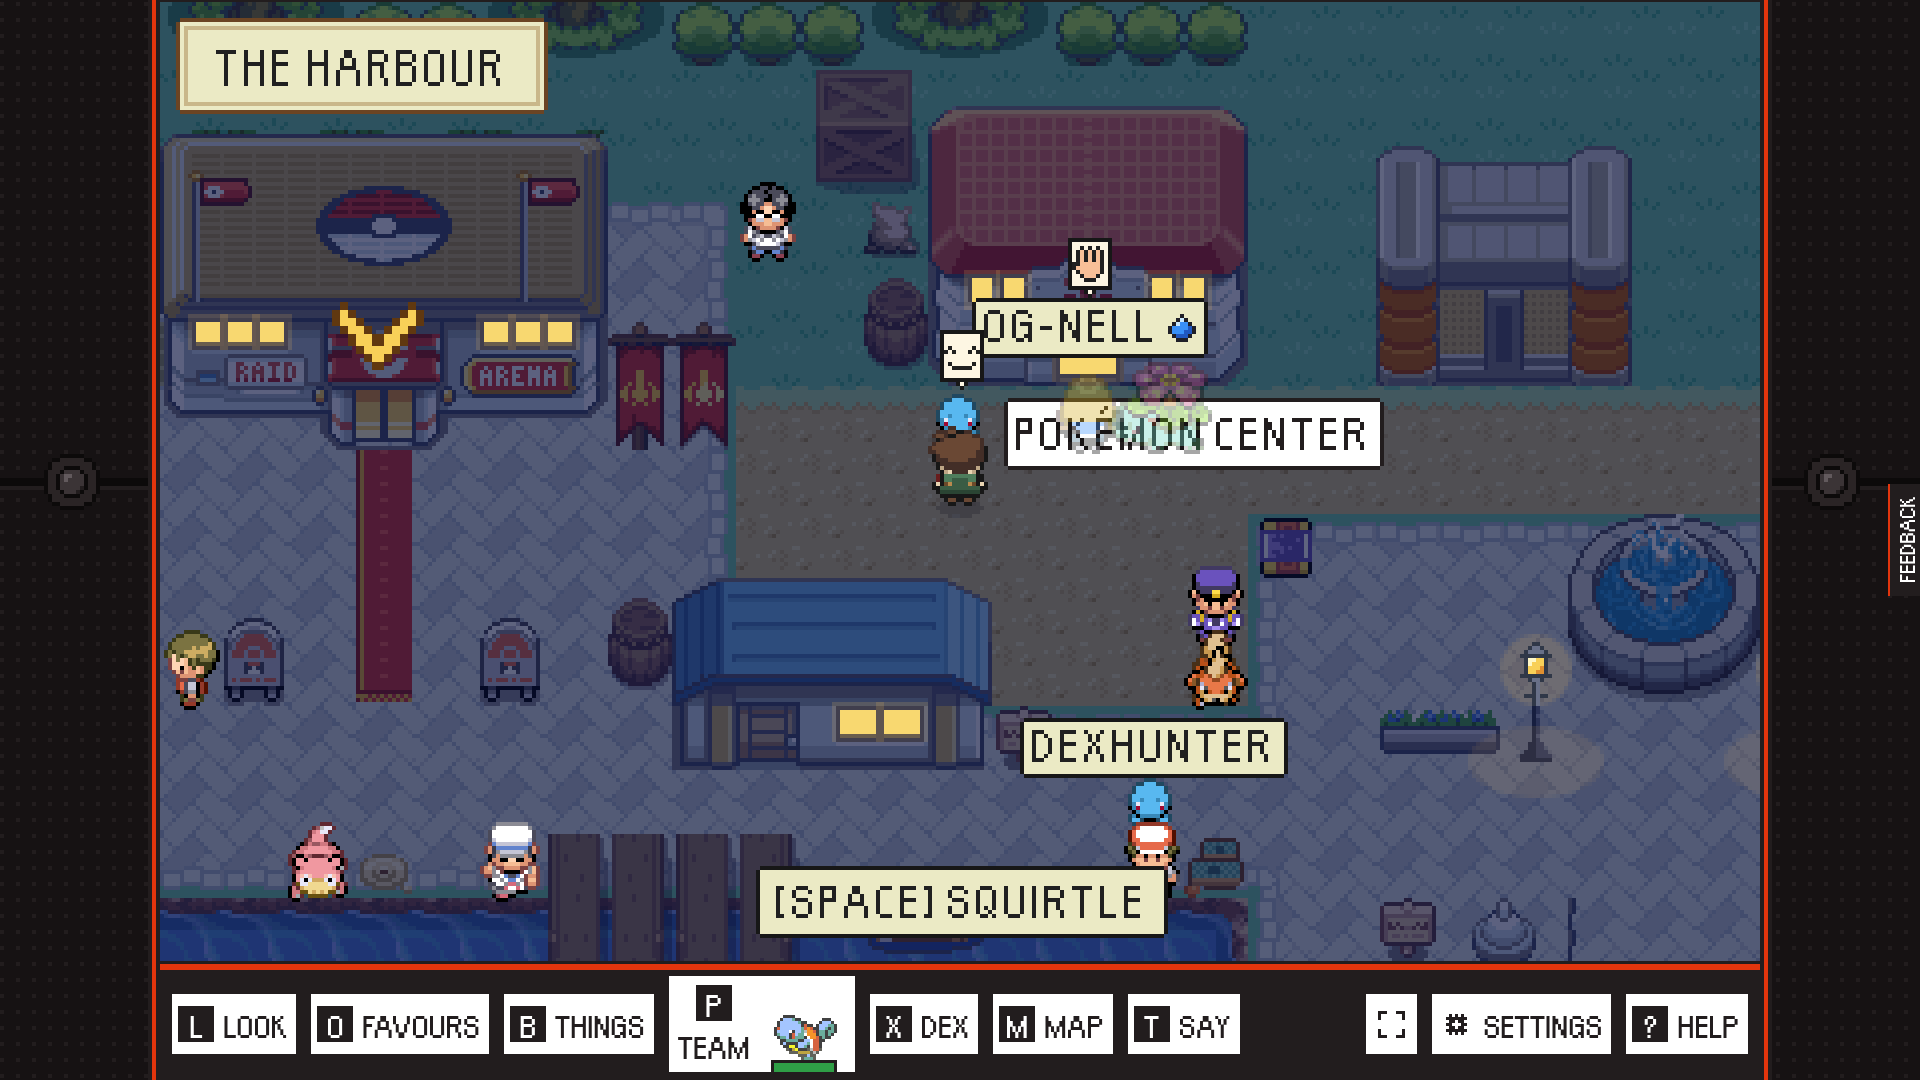 THE HARBOUR
RAID
ARENA
OG-NELL
POKEMON CENTER
FEEDBACK
DEXHUNTER
[SPACE] SQUIRTLE
L LOOK
O FAVOURS
B THINGS
P TEAM
X DEX
M MAP
T SAY
SETTINGS
? HELP